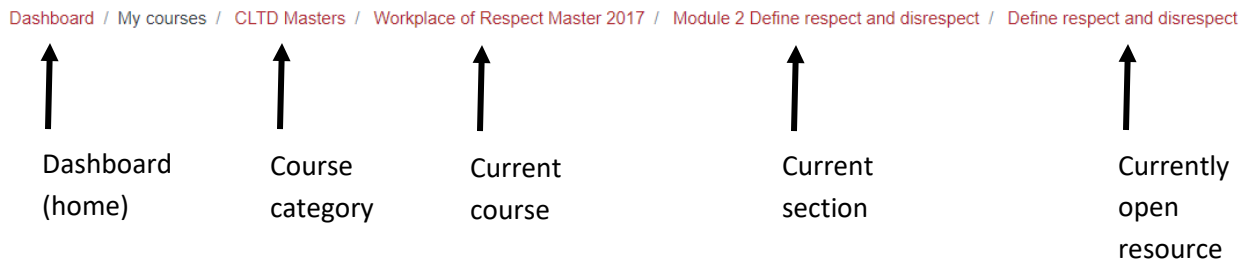 Dashboard / My courses / CLTD Masters / Workplace of Respect Master 2017 / Module 2 Define respect and disrespect / Define respect and disrespect
Dashboard
(home)
Course
category
Current
course
Current
section
Currently
open
resource